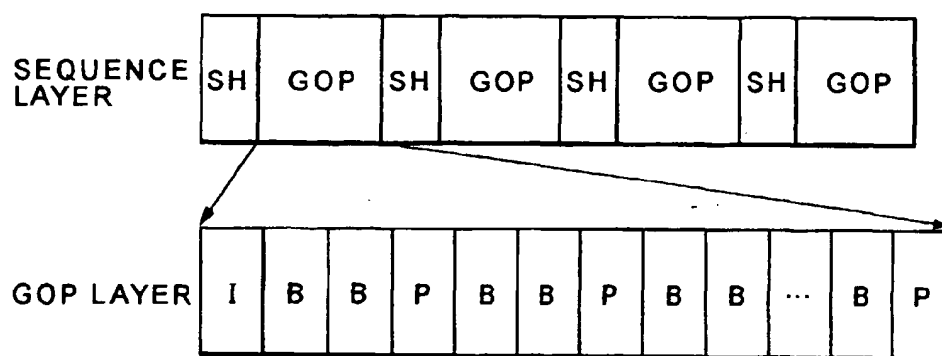 SEQUENCE
LAYER
SH GOP SH GOP SH GOP SH GOP
GOP LAYER
I B B P B B P B B ... B P